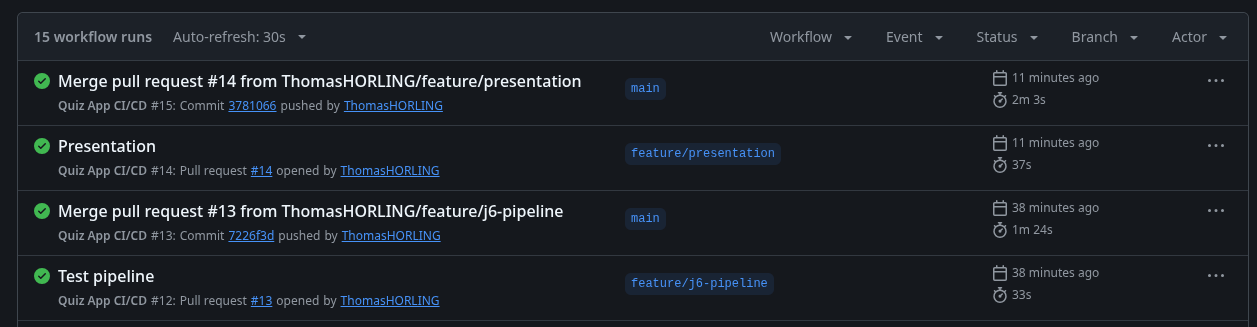 15 workflow runs Auto-refresh: 30s Workflow Event Status Branch Actor
Merge pull request #14 from ThomasHORLING/feature/presentation
main
11 minutes ago
Quiz App CI/CD #15: Commit 3781066 pushed by ThomasHORLING
2m 3s
Presentation
feature/presentation
11 minutes ago
Quiz App CI/CD #14: Pull request #14 opened by ThomasHORLING
37s
Merge pull request #13 from ThomasHORLING/feature/j6-pipeline
main
38 minutes ago
Quiz App CI/CD #13: Commit 7226f3d pushed by ThomasHORLING
1m 24s
Test pipeline
feature/j6-pipeline
38 minutes ago
Quiz App CI/CD #12: Pull request #13 opened by ThomasHORLING
33s